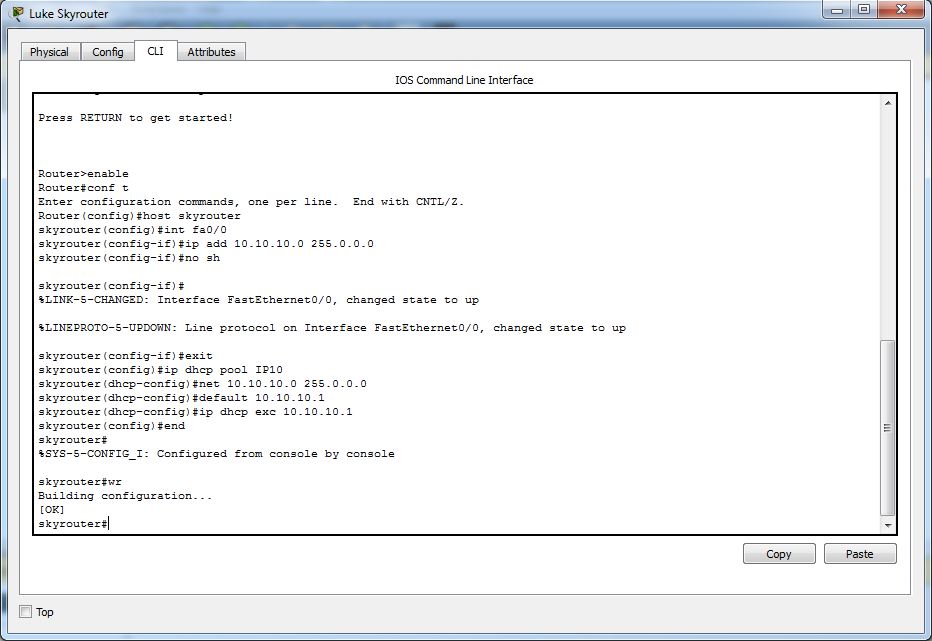 Luke Skyrouter
Physical Config CLI Attributes
IOS Command Line Interface
Press RETURN to get started!
Router>enable
Router#conf t
Enter configuration commands, one per line.  End with CNTL/Z.
Router(config)#host skyrouter
skyrouter(config)#int fa0/0
skyrouter(config-if)#ip add 10.10.10.0 255.0.0.0
skyrouter(config-if)#no sh
skyrouter(config-if)#
%LINK-5-CHANGED: Interface FastEthernet0/0, changed state to up
%LINEPROTO-5-UPDOWN: Line protocol on Interface FastEthernet0/0, changed state to up
skyrouter(config-if)#exit
skyrouter(config)#ip dhcp pool IP10
skyrouter(dhcp-config)#net 10.10.10.0 255.0.0.0
skyrouter(dhcp-config)#default 10.10.10.1
skyrouter(dhcp-config)#ip dhcp exc 10.10.10.1
skyrouter(config)#end
skyrouter#
%SYS-5-CONFIG_I: Configured from console by console
skyrouter#wr
Building configuration...
[OK]
skyrouter#
Copy Paste
Top